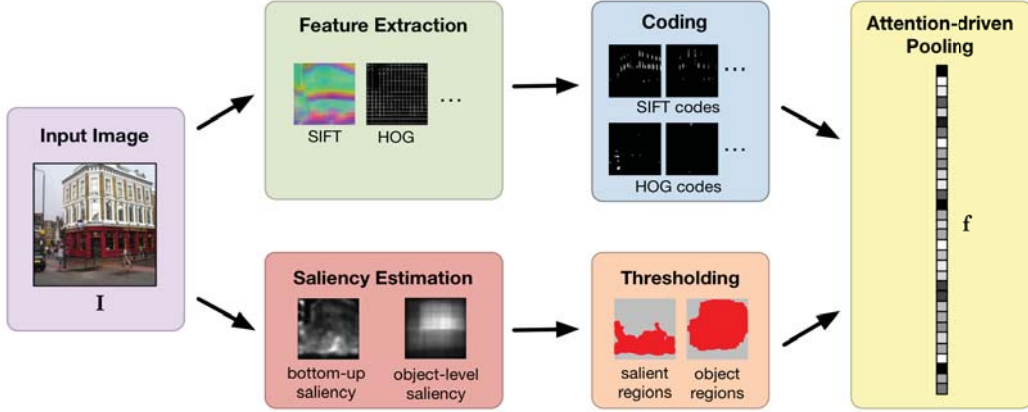 Input Image
I
Feature Extraction
SIFT
HOG
...
Coding
...
SIFT codes
...
HOG codes
Saliency Estimation
bottom-up
saliency
object-level
saliency
Thresholding
salient
regions
object
regions
Attention-driven
Pooling
f